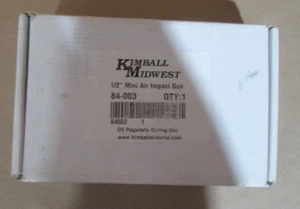 KIMBALL
MIDWEST
1/2" Mini Air Impact Gun
84-003 QTY:1
84003 1
Oil Regularly During Use
www.kimballmidwest.com